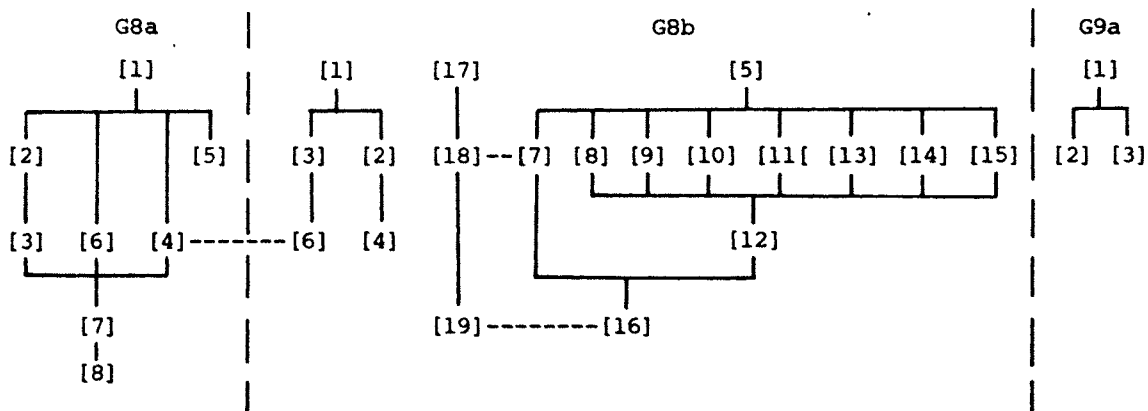 G8a G8b G9a
[1] [1] [17] [5] [1]
[2] [5] [3] [2] [18] -- [7] [8] [9] [10] [11[ [13] [14] [15] [2] [3]
[3] [6] [4] ------ [6] [4] [12]
[7] [19] -------- [16]
[8]